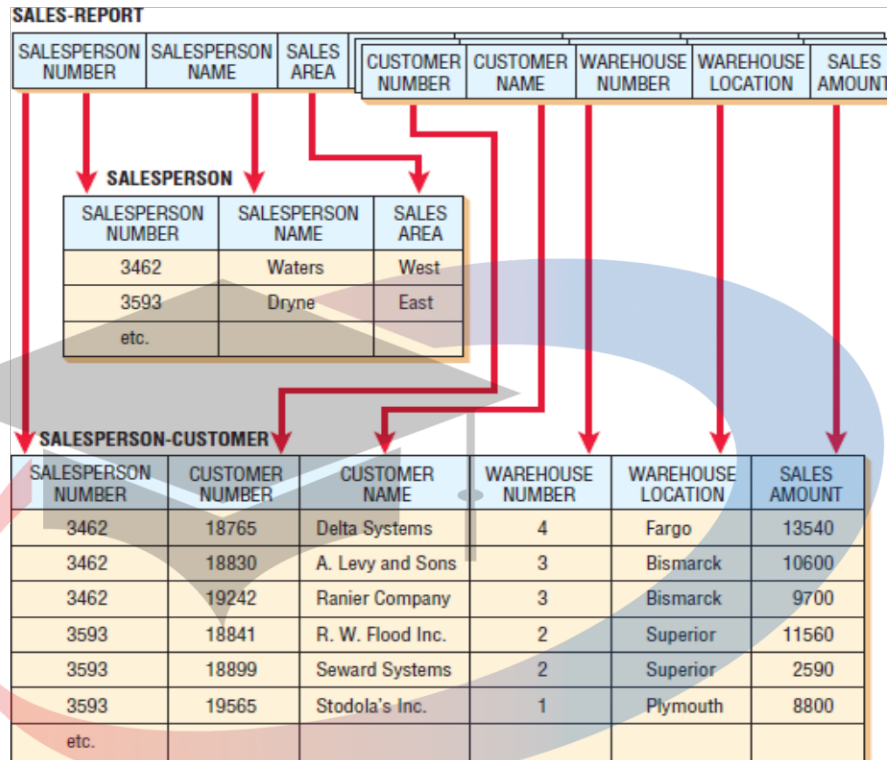 SALES-REPORT
SALESPERSON NUMBER SALESPERSON NAME SALES AREA CUSTOMER NUMBER CUSTOMER NAME WAREHOUSE NUMBER WAREHOUSE LOCATION SALES AMOUNT
SALESPERSON
SALESPERSON NUMBER SALESPERSON NAME SALES AREA
3462 Waters West
3593 Dryne East
etc.
SALESPERSON-CUSTOMER
SALESPERSON NUMBER CUSTOMER NUMBER CUSTOMER NAME WAREHOUSE NUMBER WAREHOUSE LOCATION SALES AMOUNT
3462 18765 Delta Systems 4 Fargo 13540
3462 18830 A. Levy and Sons 3 Bismarck 10600
3462 19242 Ranier Company 3 Bismarck 9700
3593 18841 R. W. Flood Inc. 2 Superior 11560
3593 18899 Seward Systems 2 Superior 2590
3593 19565 Stodola's Inc. 1 Plymouth 8800
etc.